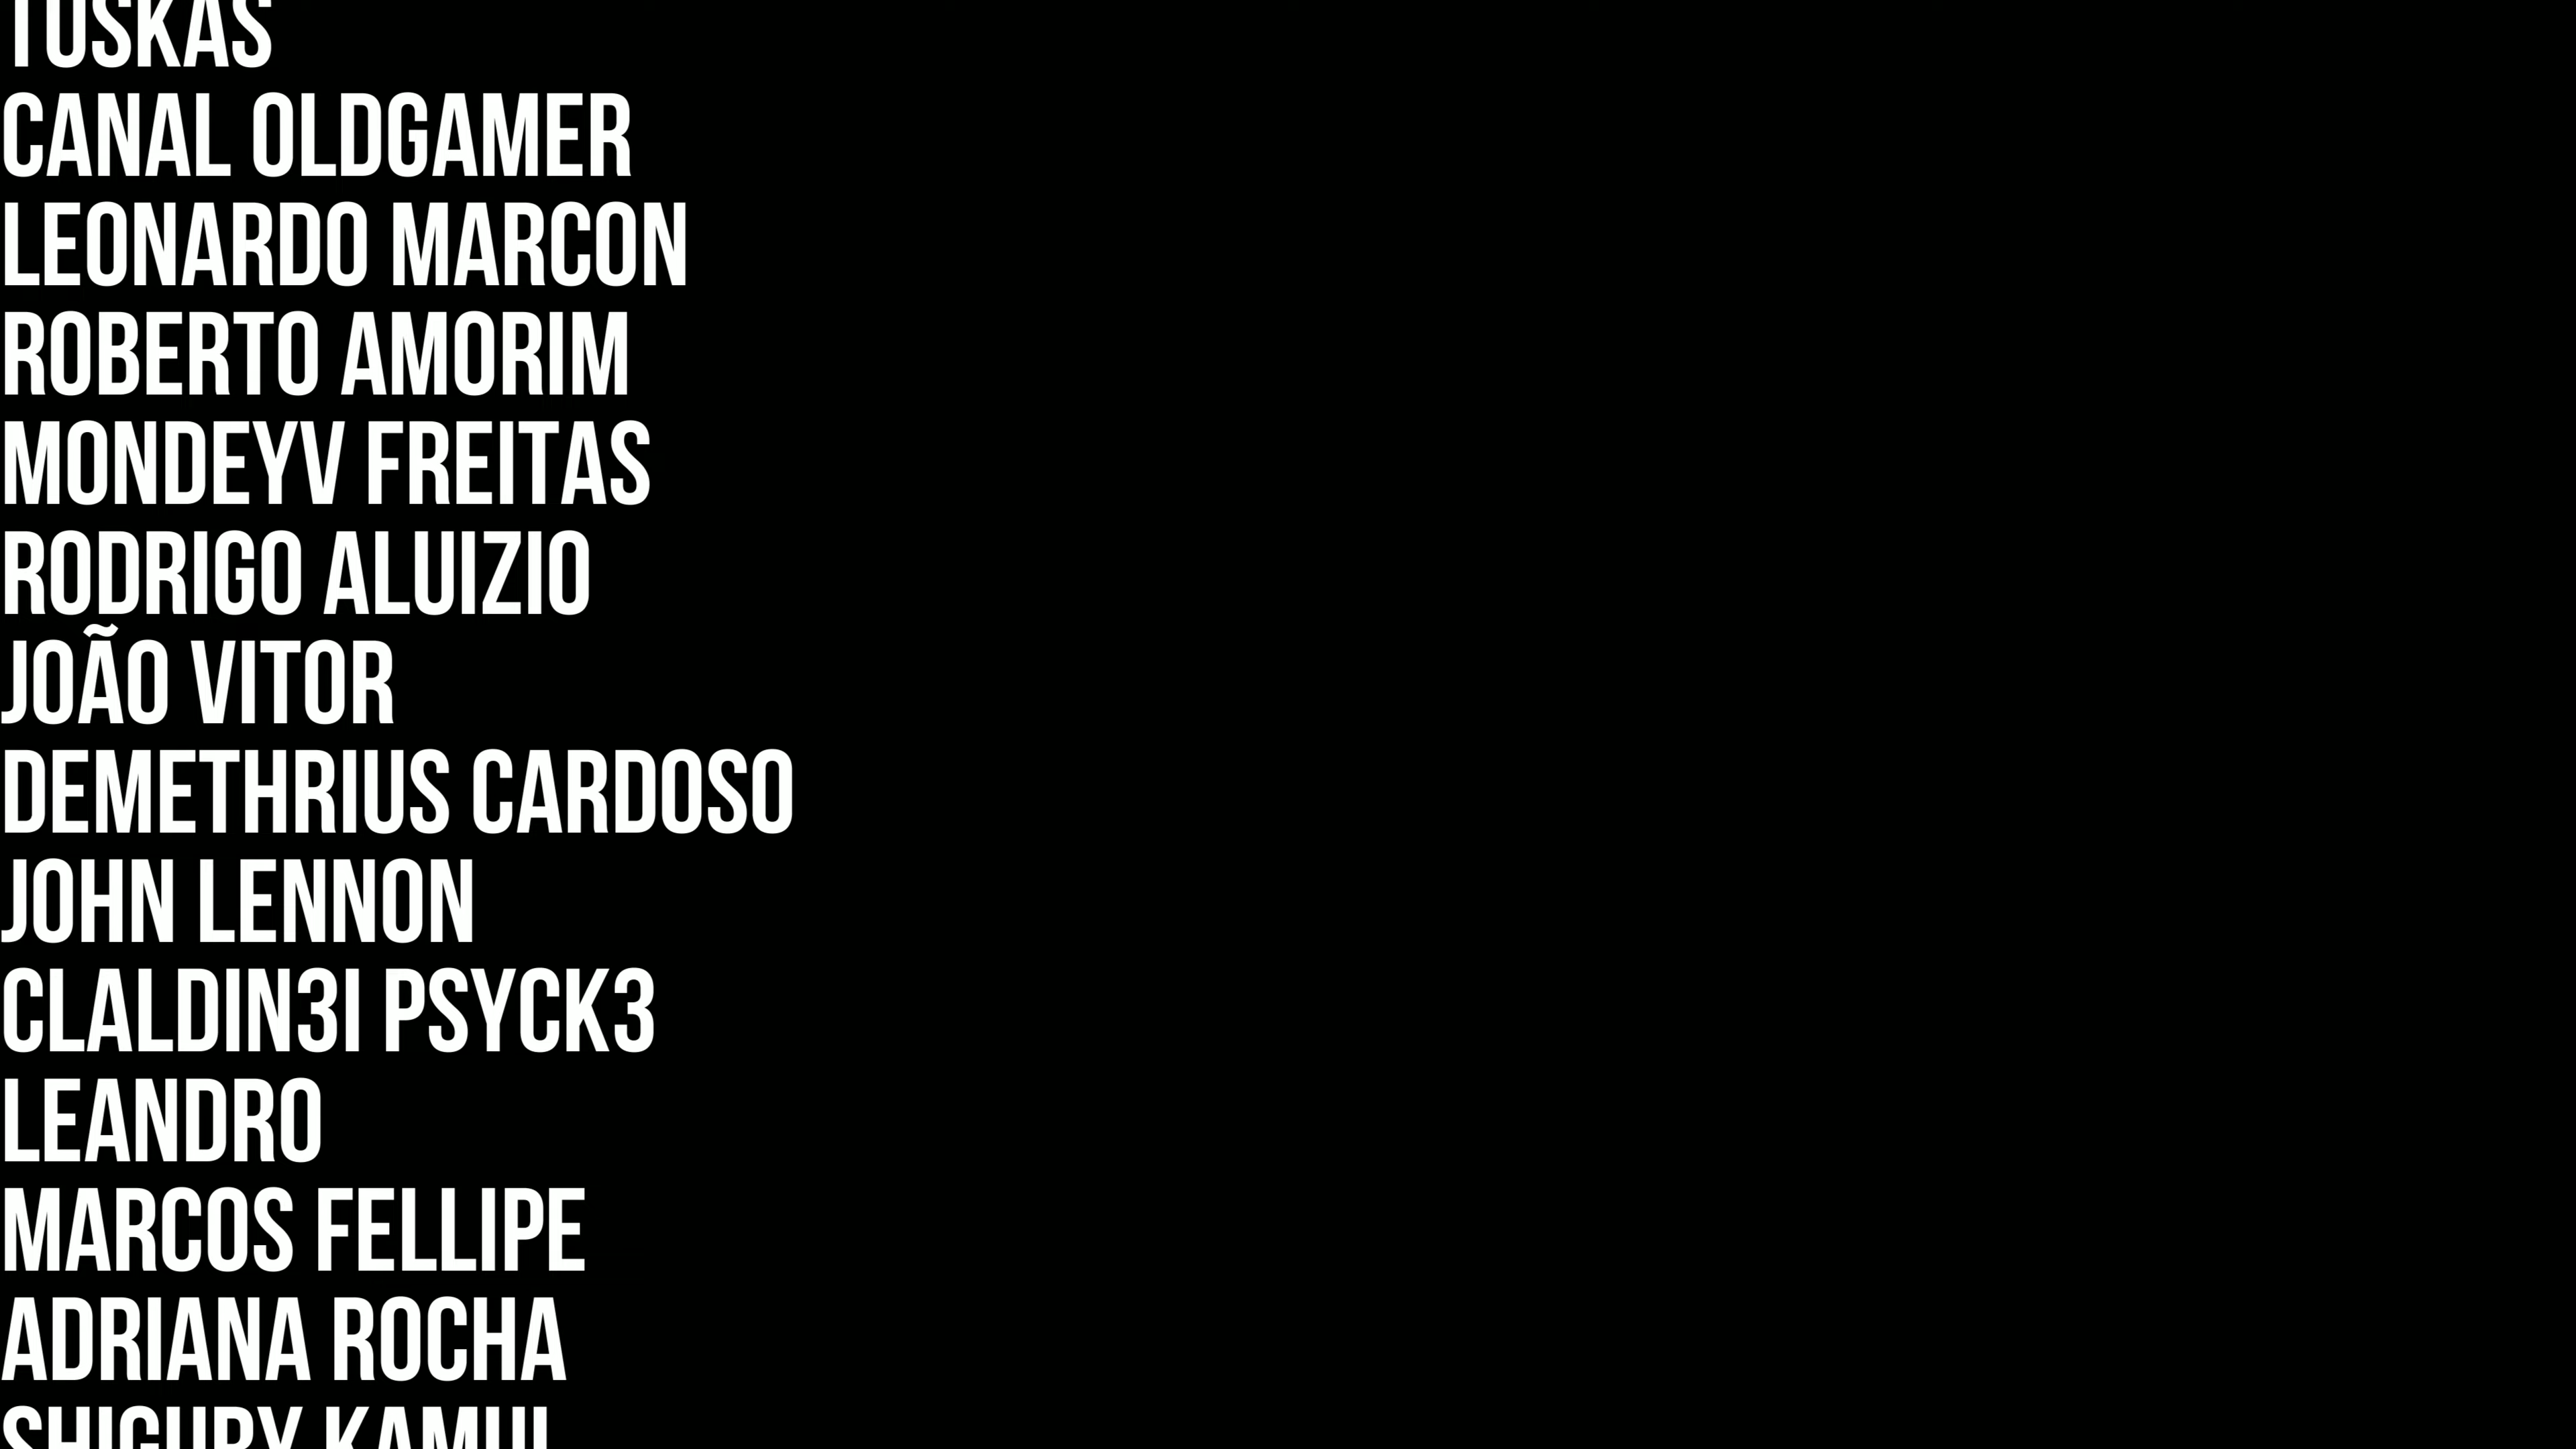 TUSKAS
CANAL OLDGAMER
LEONARDO MARCON
ROBERTO AMORIM
MONDEYV FREITAS
RODRIGO ALUIZIO
JOÃO VITOR
DEMETHRIUS CARDOSO
JOHN LENNON
CLALDIN3I PSYCK3
LEANDRO
MARCOS FELLIPE
ADRIANA ROCHA